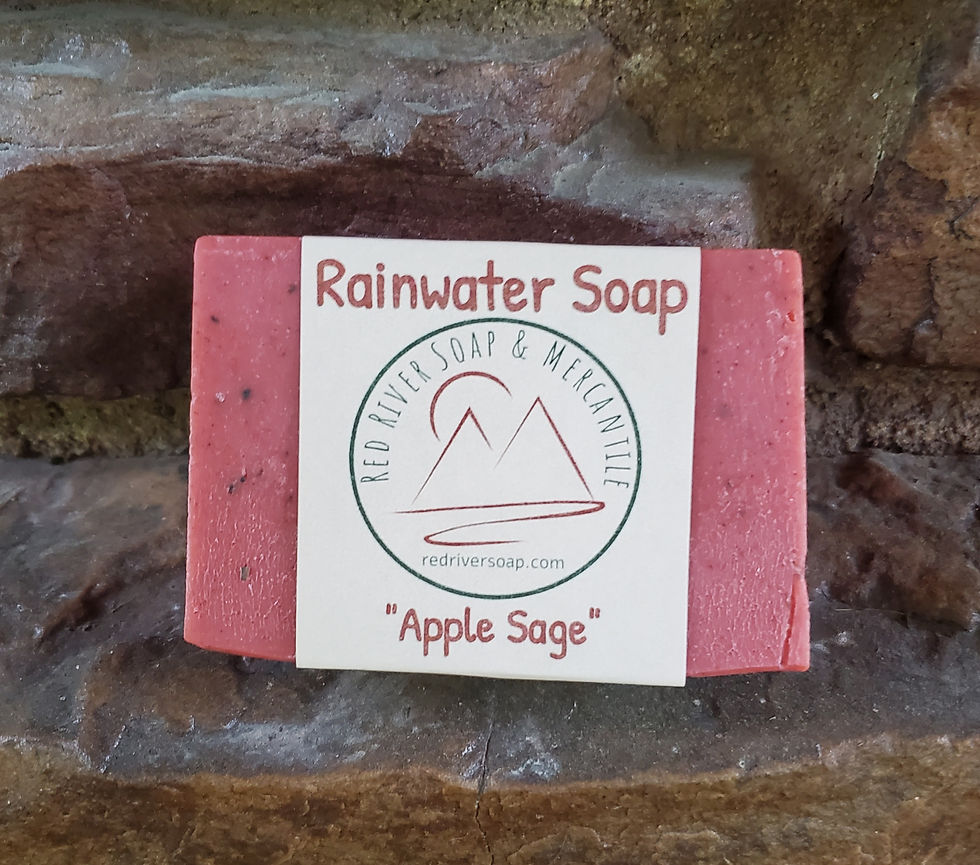 Rainwater Soap
RED RIVER SOAP & MERCANTILE
redriversoap.com
"Apple Sage"